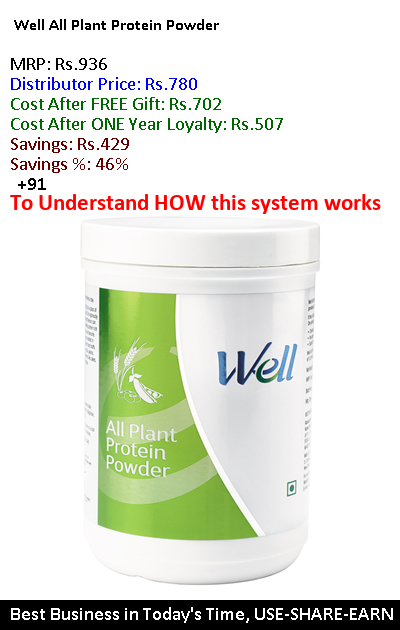 Well All Plant Protein Powder
MRP: Rs.936
Distributor Price: Rs.780
Cost After FREE Gift: Rs.702
Cost After ONE Year Loyalty: Rs.507
Savings: Rs.429
Savings %: 46%
+91
To Understand HOW this system works
Well
All Plant
Protein
Powder
Best Business in Today's Time, USE-SHARE-EARN